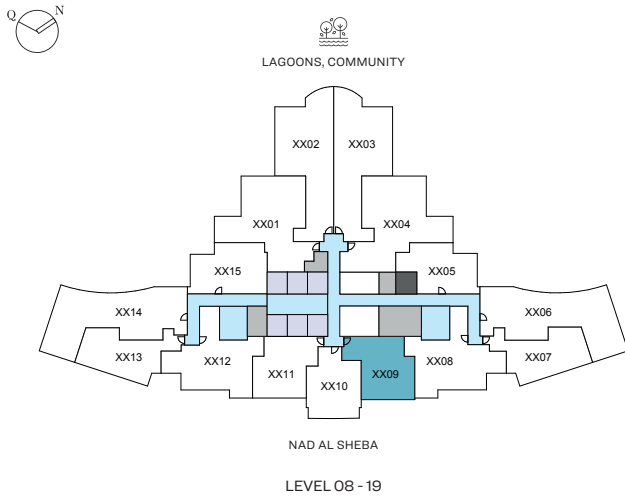 Q N
LAGOONS, COMMUNITY
XX02 XX03
XX01 XX04
XX15 XX05
XX14 XX06
XX13 XX12 XX11 XX10 XX09 XX08 XX07
NAD AL SHEBA
LEVEL 08 - 19